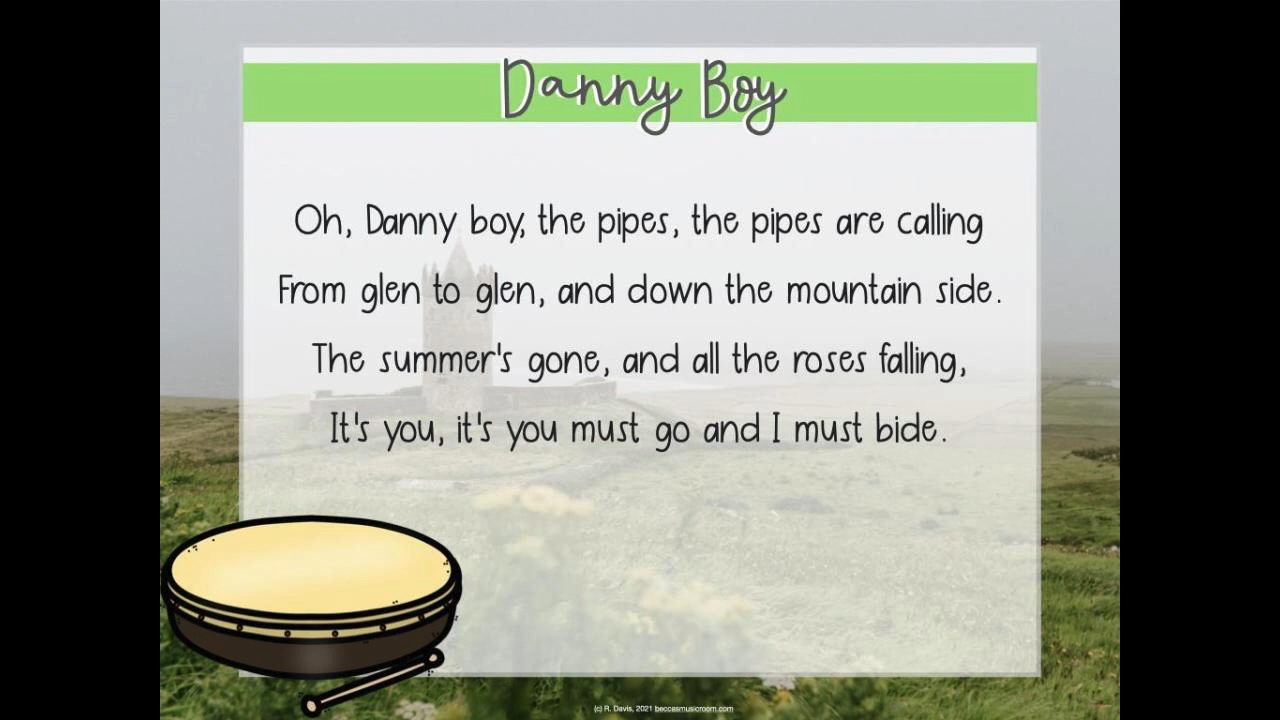 Danny Boy
Oh, Danny boy, the pipes, the pipes are calling
From glen to glen, and down the mountain side.
The summer's gone, and all the roses falling,
It's you, it's you must go and I must bide.
(c) R. Davis, 2021 beccasmusicroom.com